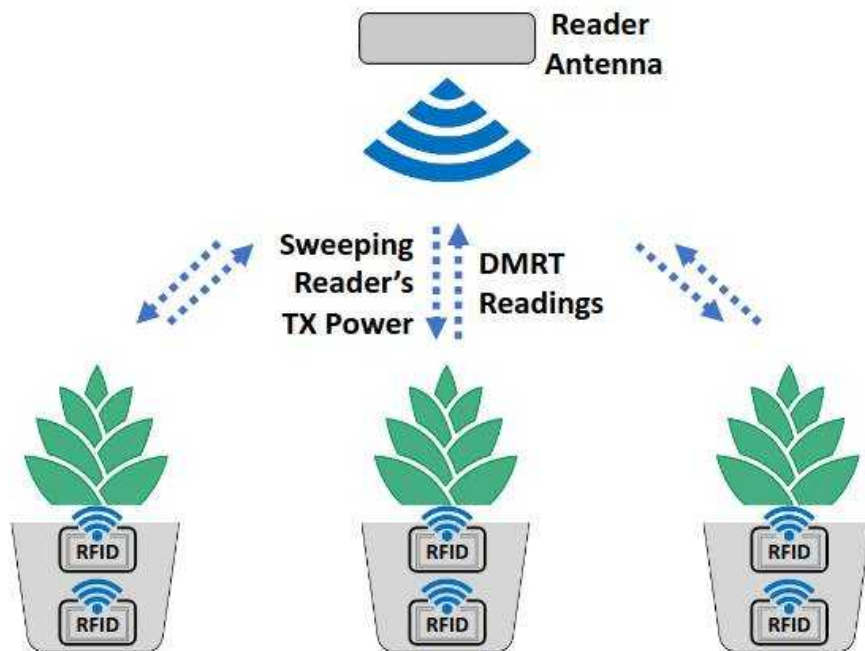 Reader
Antenna
Sweeping
Reader's
TX Power
DMRT
Readings
RFID
RFID
RFID
RFID
RFID
RFID